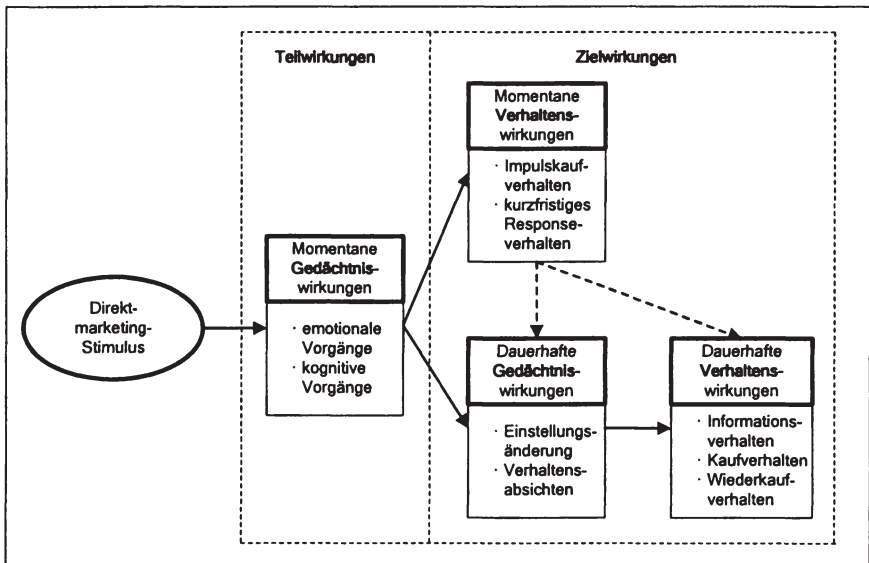 Teilwirkungen
Zielwirkungen
Momentane
Verhaltens-
wirkungen
· Impulskauf-
verhalten
· kurzfristiges
Response-
verhalten
Momentane
Gedächtnis-
wirkungen
· emotionale
Vorgänge
· kognitive
Vorgänge
Direkt-
marketing-
Stimulus
Dauerhafte
Gedächtnis-
wirkungen
· Einstellungs-
änderung
· Verhaltens-
absichten
Dauerhafte
Verhaltens-
wirkungen
· Informations-
verhalten
· Kaufverhalten
· Wiederkauf-
verhalten